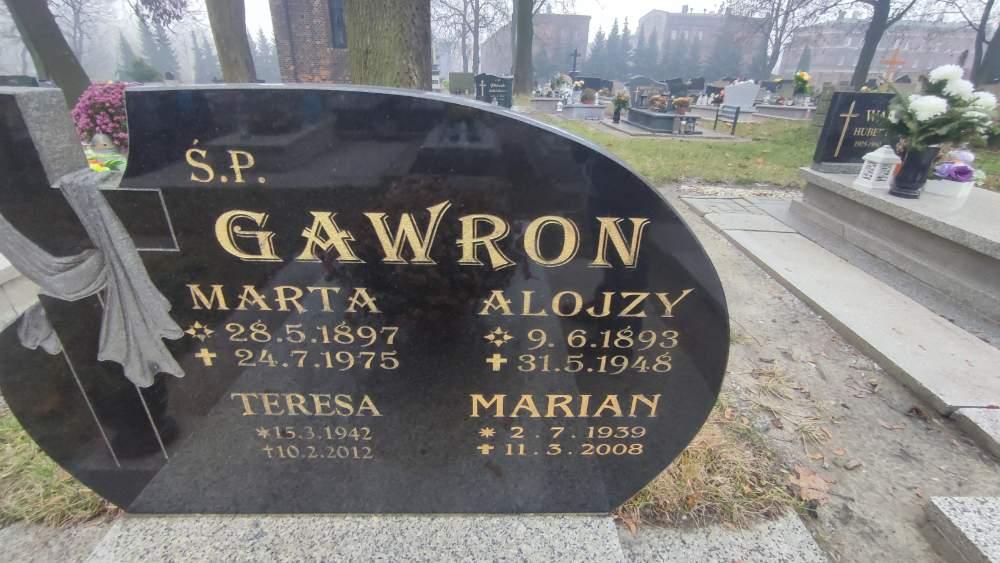 Ś.P.
GAWRON
MARTA
28.5.1897
✝ 24.7.1975
ALOJZY
9.6.1893
✝ 31.5.1948
TERESA
*15.3.1942
†10.2.2012
MARIAN
* 2.7.1939
✝ 11.3.2008